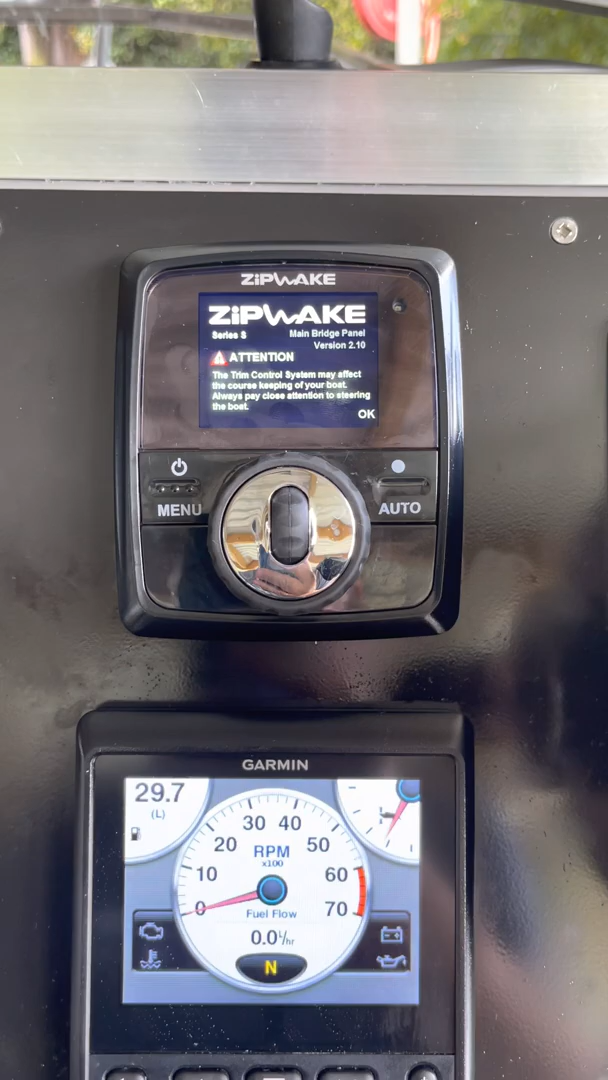 ZIPWAKE
ZIPWAKE
Series S Main Bridge Panel
Version 2.10
ATTENTION
The Trim Control System may affect
the course keeping of your boat.
Always pay close attention to steering
the boat.
OK
MENU
AUTO
GARMIN
29.7
(L)
0
10
20
30
40
50
60
70
RPM
x100
Fuel Flow
0.0 L/hr
N